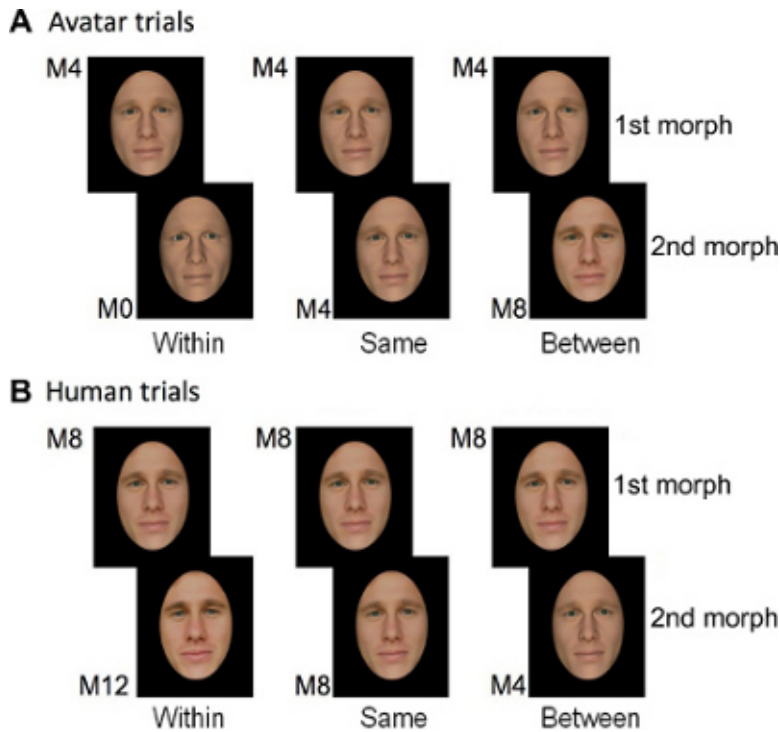 A Avatar trials
M4 M4 M4
1st morph
2nd morph
M0 M4 M8
Within Same Between
B Human trials
M8 M8 M8
1st morph
2nd morph
M12 M8 M4
Within Same Between